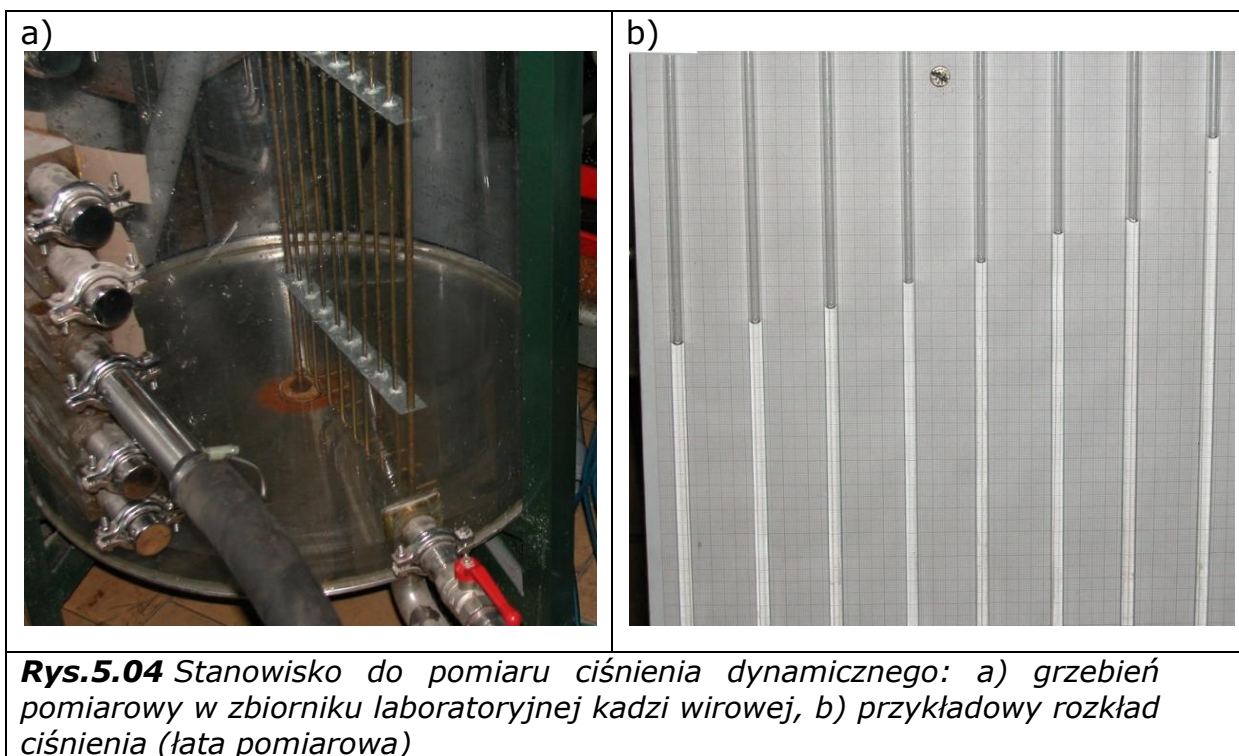 a)
b)
Rys.5.04 Stanowisko do pomiaru ciśnienia dynamicznego: a) grzebień
pomiarowy w zbiorniku laboratoryjnej kadzi wirowej, b) przykładowy rozkład
ciśnienia (łata pomiarowa)